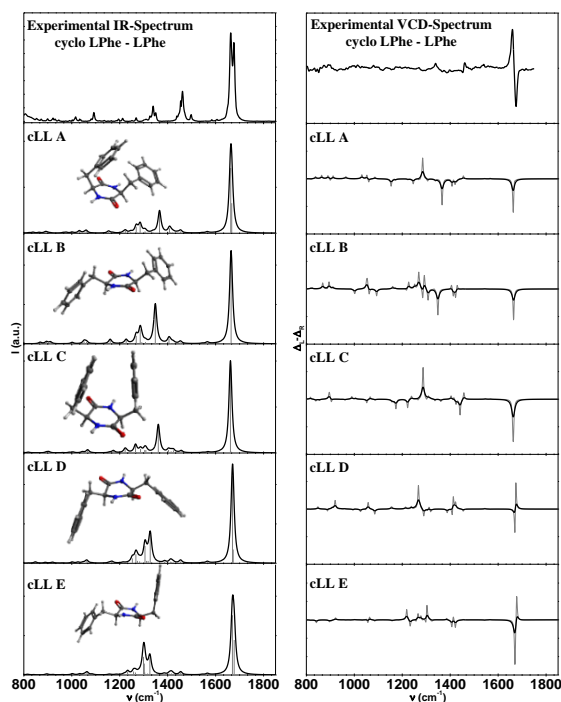 Experimental IR-Spectrum
cyclo LPhe - LPhe
cLL A
cLL B
cLL C
cLL D
cLL E
I (a.u.)
800 1000 1200 1400 1600 1800
ν (cm⁻¹)
Experimental VCD-Spectrum
cyclo LPhe - LPhe
cLL A
cLL B
cLL C
cLL D
cLL E
Δ_L-Δ_R
800 1000 1200 1400 1600 1800
ν (cm⁻¹)